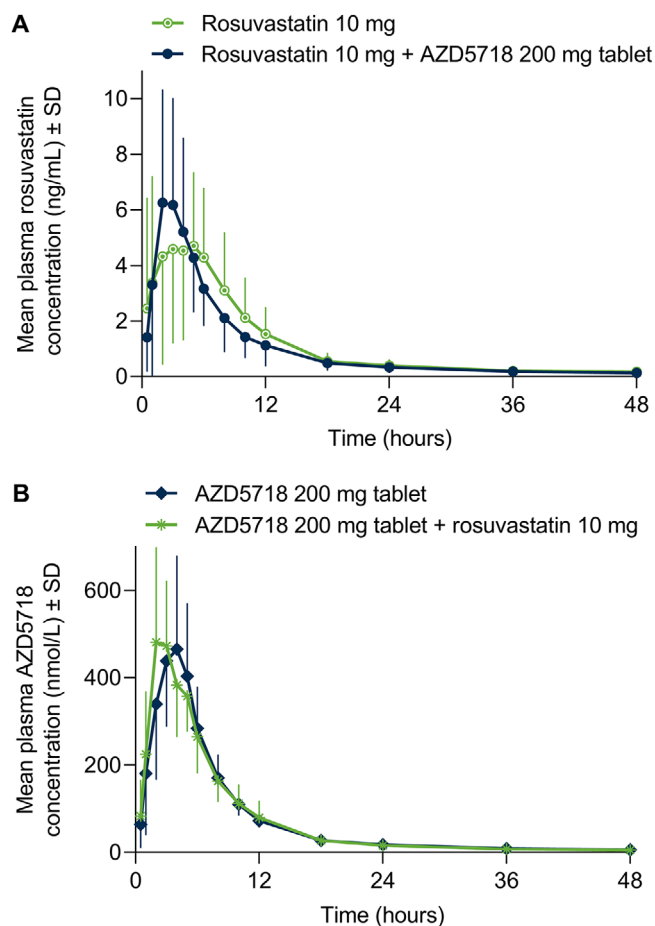 A
Rosuvastatin 10 mg
Rosuvastatin 10 mg + AZD5718 200 mg tablet
Mean plasma rosuvastatin
concentration (ng/mL) ± SD
10
8
6
4
2
0
0 12 24 36 48
Time (hours)
B
AZD5718 200 mg tablet
AZD5718 200 mg tablet + rosuvastatin 10 mg
Mean plasma AZD5718
concentration (nmol/L) ± SD
600
400
200
0
0 12 24 36 48
Time (hours)